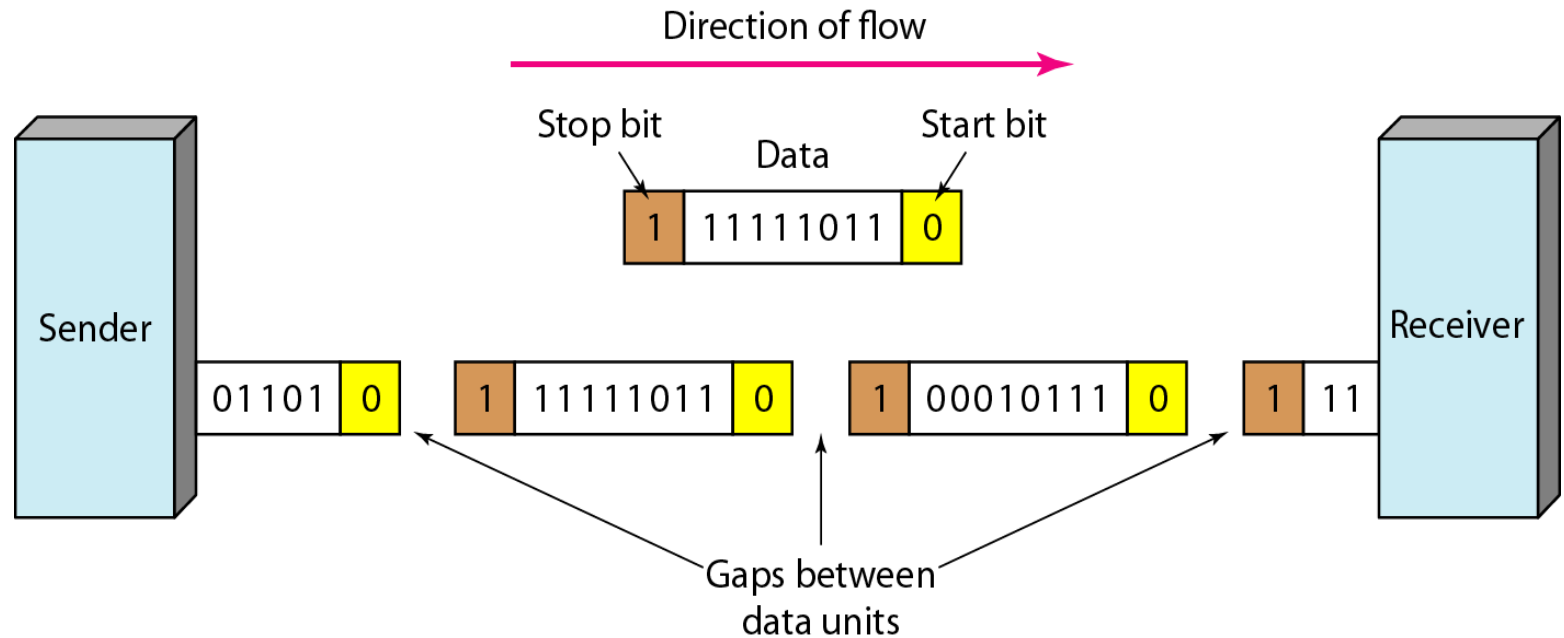 Direction of flow
Stop bit
Data
Start bit
1 11111011 0
Sender
Receiver
01101 0
1 11111011 0
1 00010111 0
1 11
Gaps between
data units